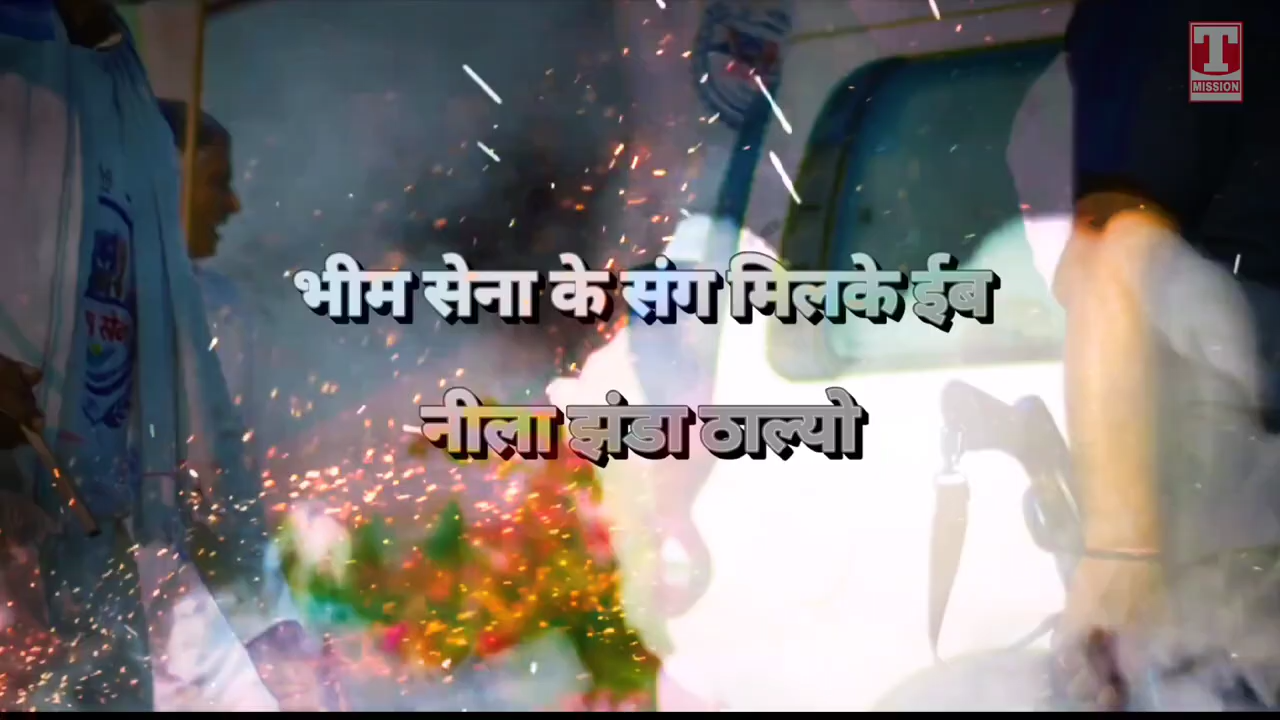 T
MISSION
भीम सेना के संग मिलके ईब
नीला झंडा ठाल्यो